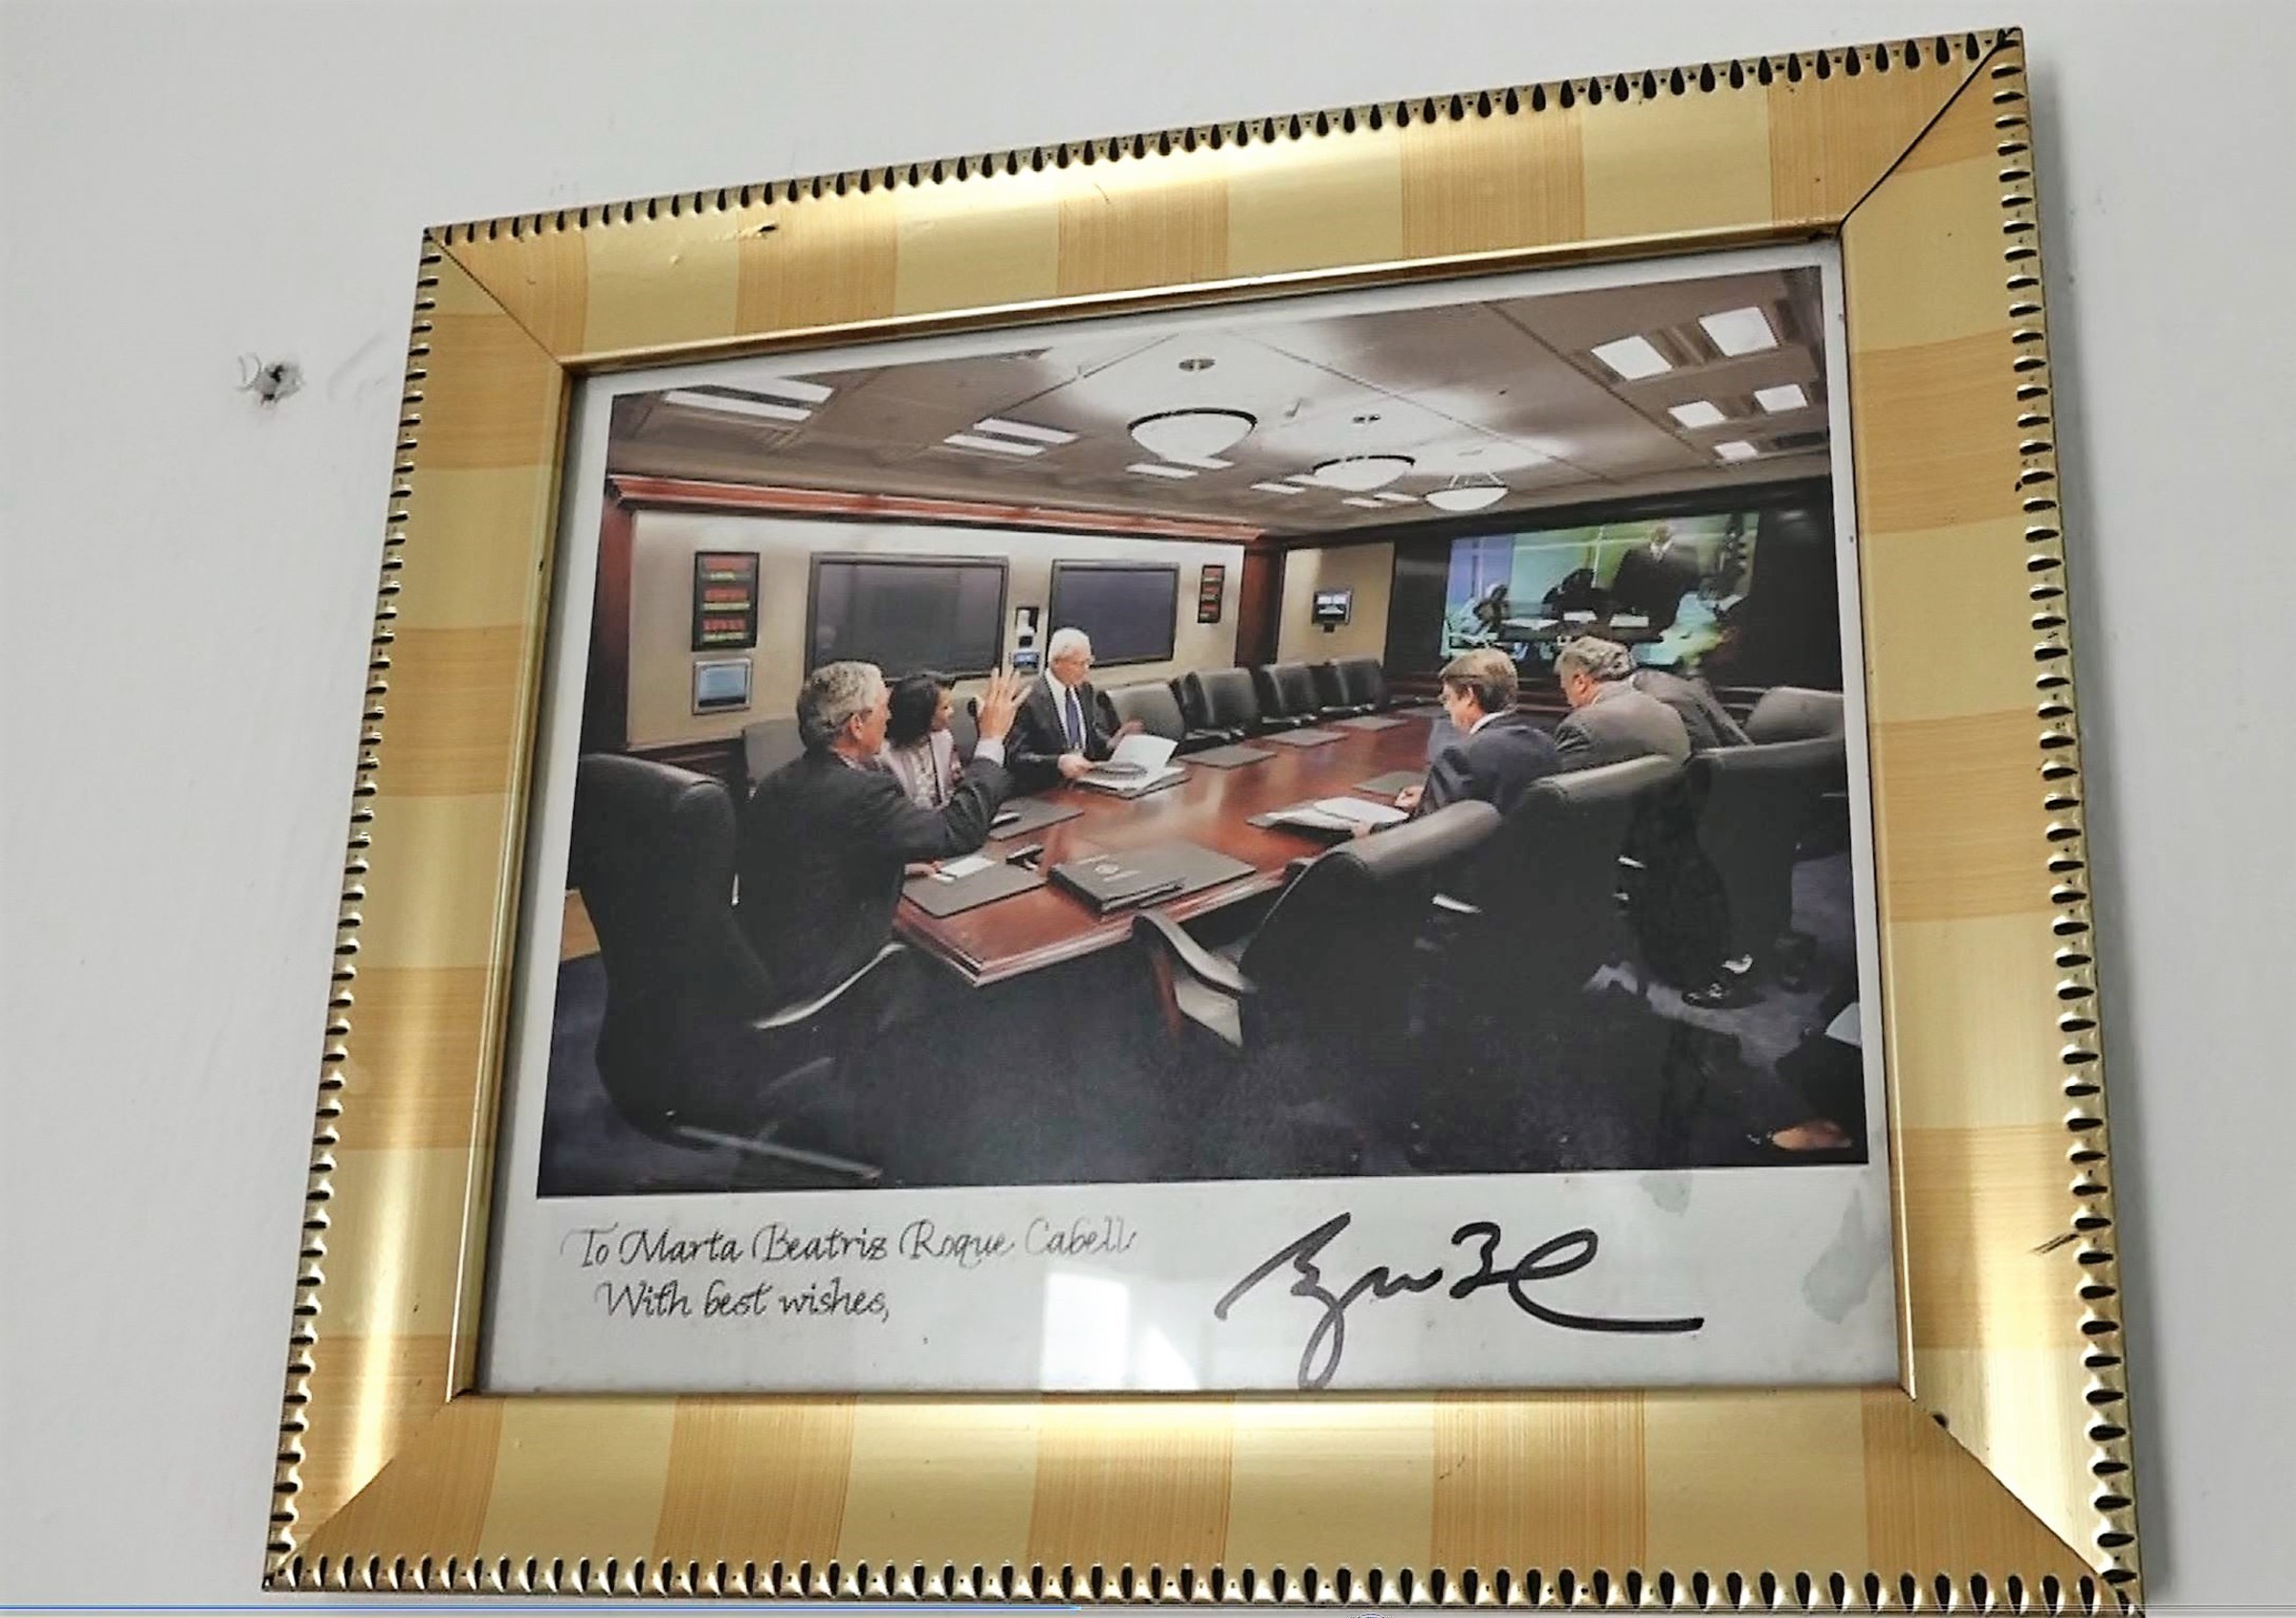 To Marta Beatriz Roque Cabell
With best wishes,